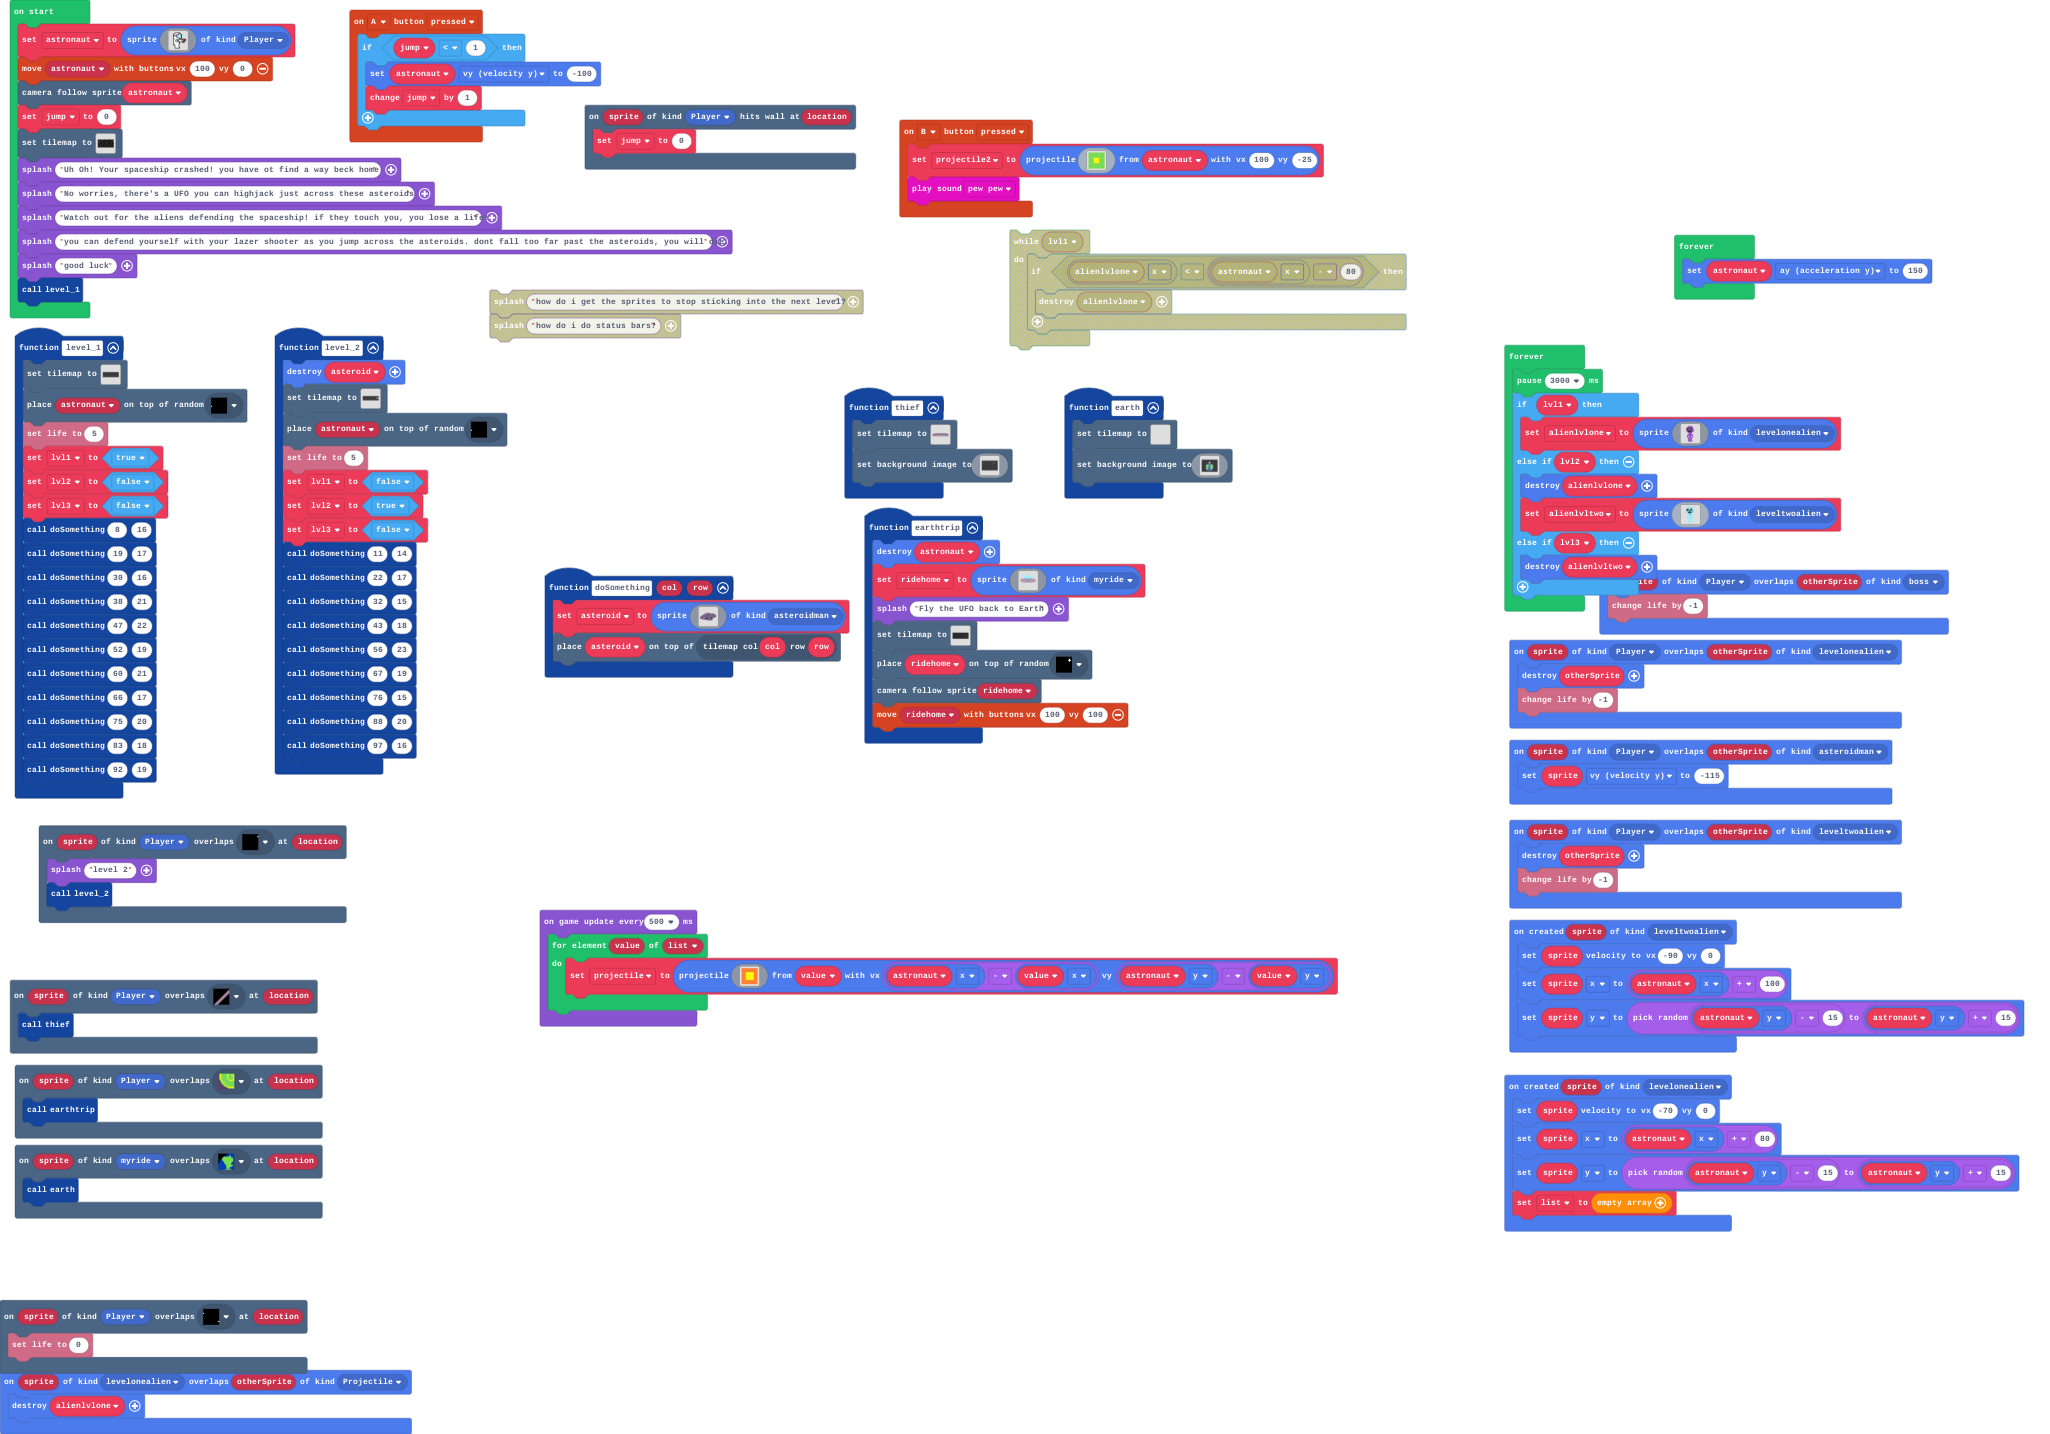 on start
set astronaut to sprite of kind Player
move astronaut with buttons vx 100 vy 0
camera follow sprite astronaut
set jump to 0
set tilemap to
splash "Uh Oh! Your spaceship crashed! you have ot find a way beck home"
splash "No worries, there's a UFO you can highjack just across these asteroids"
splash "Watch out for the aliens defending the spaceship! if they touch you, you lose a life"
splash "you can defend yourself with your lazer shooter as you jump across the asteroids. dont fall too far past the asteroids, you will"
splash "good luck"
call level_1
on A button pressed
if jump < 1 then
set astronaut vy (velocity y) to -100
change jump by 1
on sprite of kind Player hits wall at location
set jump to 0
on B button pressed
set projectile2 to projectile from astronaut with vx 100 vy -25
play sound pew pew
while lvl1
do
if alienlvlone x < astronaut x - 80 then
destroy alienlvlone
splash "how do i get the sprites to stop sticking into the next level?"
splash "how do i do status bars?"
forever
set astronaut ay (acceleration y) to 150
function level_1
set tilemap to
place astronaut on top of random
set life to 5
set lvl1 to true
set lvl2 to false
set lvl3 to false
call doSomething 8 16
call doSomething 19 17
call doSomething 30 16
call doSomething 38 21
call doSomething 47 22
call doSomething 52 19
call doSomething 60 21
call doSomething 66 17
call doSomething 75 20
call doSomething 83 18
call doSomething 92 19
function level_2
destroy asteroid
set tilemap to
place astronaut on top of random
set life to 5
set lvl1 to false
set lvl2 to true
set lvl3 to false
call doSomething 11 14
call doSomething 22 17
call doSomething 32 15
call doSomething 43 18
call doSomething 56 23
call doSomething 67 19
call doSomething 76 15
call doSomething 88 20
call doSomething 97 16
function thief
set tilemap to
set background image to
function earth
set tilemap to
set background image to
function doSomething col row
set asteroid to sprite of kind asteroidman
place asteroid on top of tilemap col col row row
function earthtrip
destroy astronaut
set ridehome to sprite of kind myride
splash "Fly the UFO back to Earth"
set tilemap to
place ridehome on top of random
camera follow sprite ridehome
move ridehome with buttons vx 100 vy 100
forever
pause 3000 ms
if lvl1 then
set alienlvlone to sprite of kind levelonealien
else if lvl2 then
destroy alienlvlone
set alienlvltwo to sprite of kind leveltwoalien
else if lvl3 then
destroy alienlvltwo
of kind Player overlaps otherSprite of kind boss
change life by -1
on sprite of kind Player overlaps otherSprite of kind levelonealien
destroy otherSprite
change life by -1
on sprite of kind Player overlaps otherSprite of kind asteroidman
set sprite vy (velocity y) to -115
on sprite of kind Player overlaps otherSprite of kind leveltwoalien
destroy otherSprite
change life by -1
on created sprite of kind leveltwoalien
set sprite velocity to vx -90 vy 0
set sprite x to astronaut x + 100
set sprite y to pick random astronaut y - 15 to astronaut y + 15
on created sprite of kind levelonealien
set sprite velocity to vx -70 vy 0
set sprite x to astronaut x + 80
set sprite y to pick random astronaut y - 15 to astronaut y + 15
set list to empty array
on sprite of kind Player overlaps at location
splash "level 2"
call level_2
on game update every 500 ms
for element value of list
do
set projectile to projectile from value with vx astronaut x - value x vy astronaut y - value y
on sprite of kind Player overlaps at location
call thief
on sprite of kind Player overlaps at location
call earthtrip
on sprite of kind myride overlaps at location
call earth
on sprite of kind Player overlaps at location
set life to 0
on sprite of kind levelonealien overlaps otherSprite of kind Projectile
destroy alienlvlone